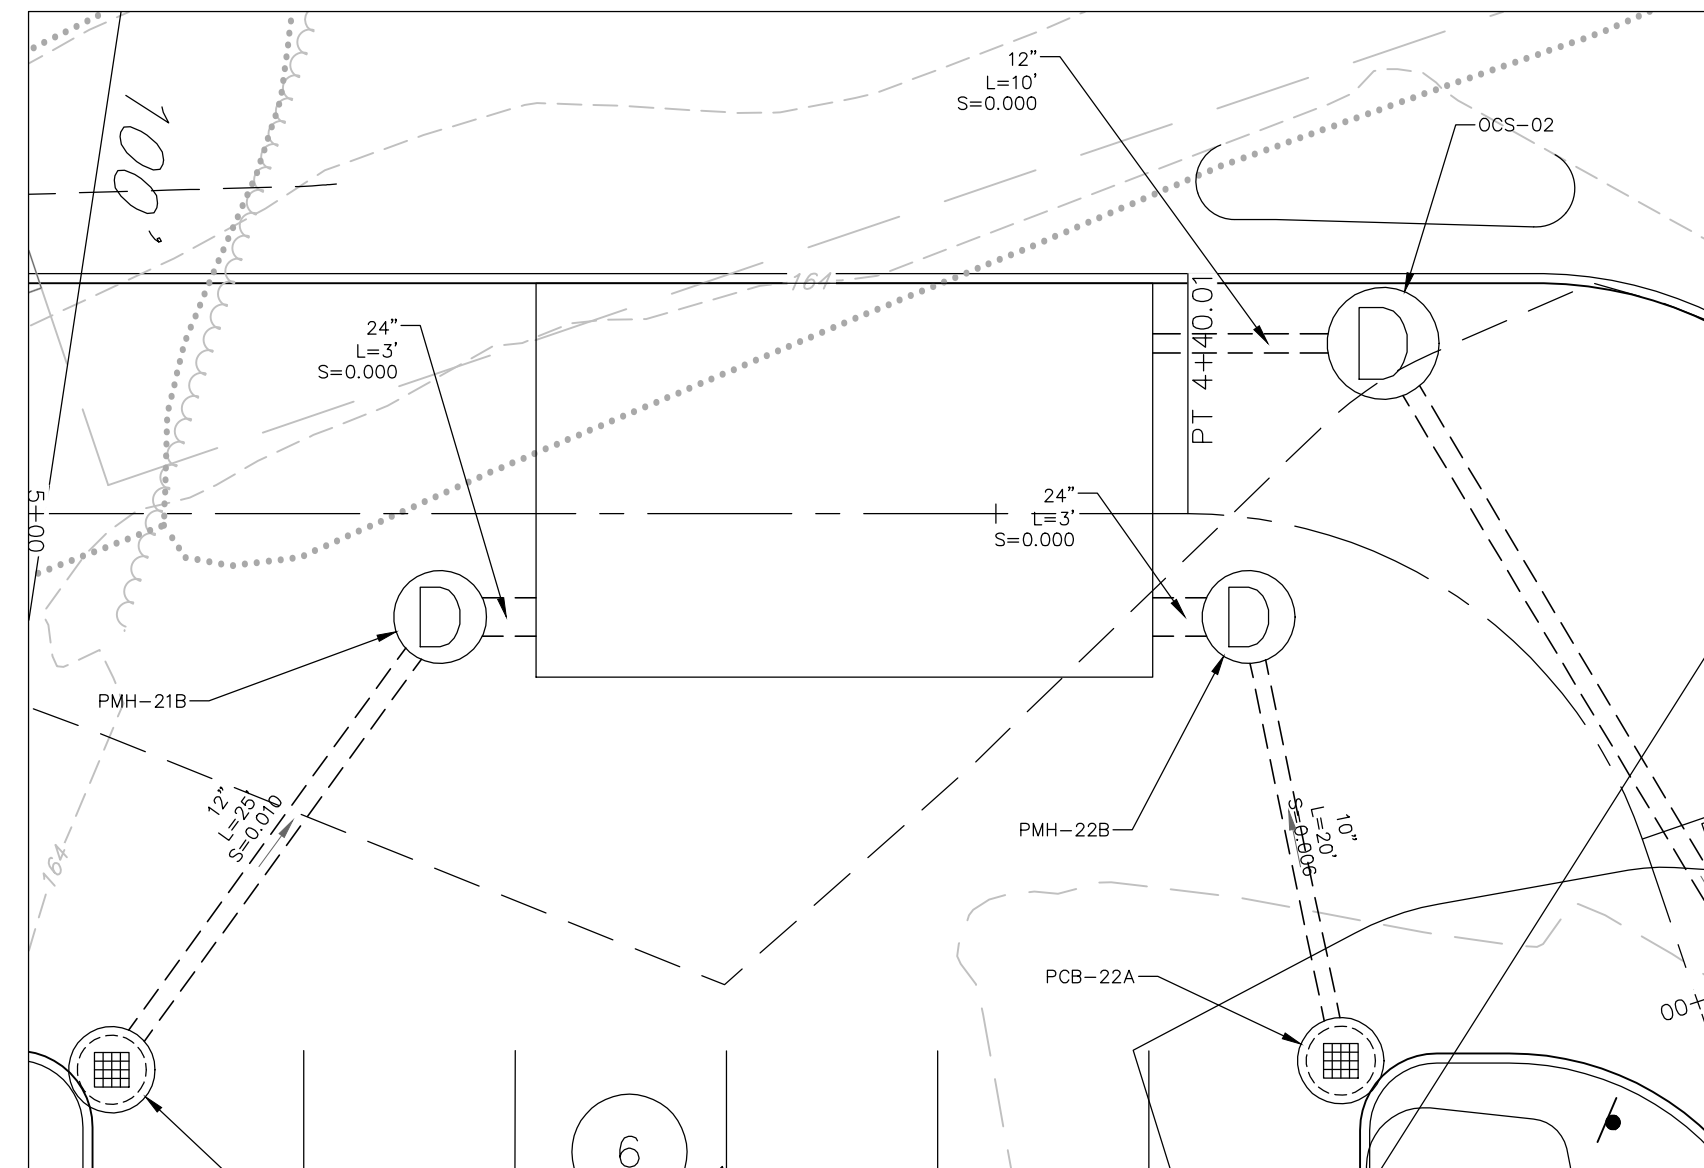 12"
L=10'
S=0.000
OCS-02
100'
164
PT 4+40.01
24"
L=3'
S=0.000
24"
L=3'
S=0.000
5+00
PMH-21B
12"
L=25'
S=0.010
PMH-22B
10"
L=20'
S=0.006
164
PCB-22A
+00
6